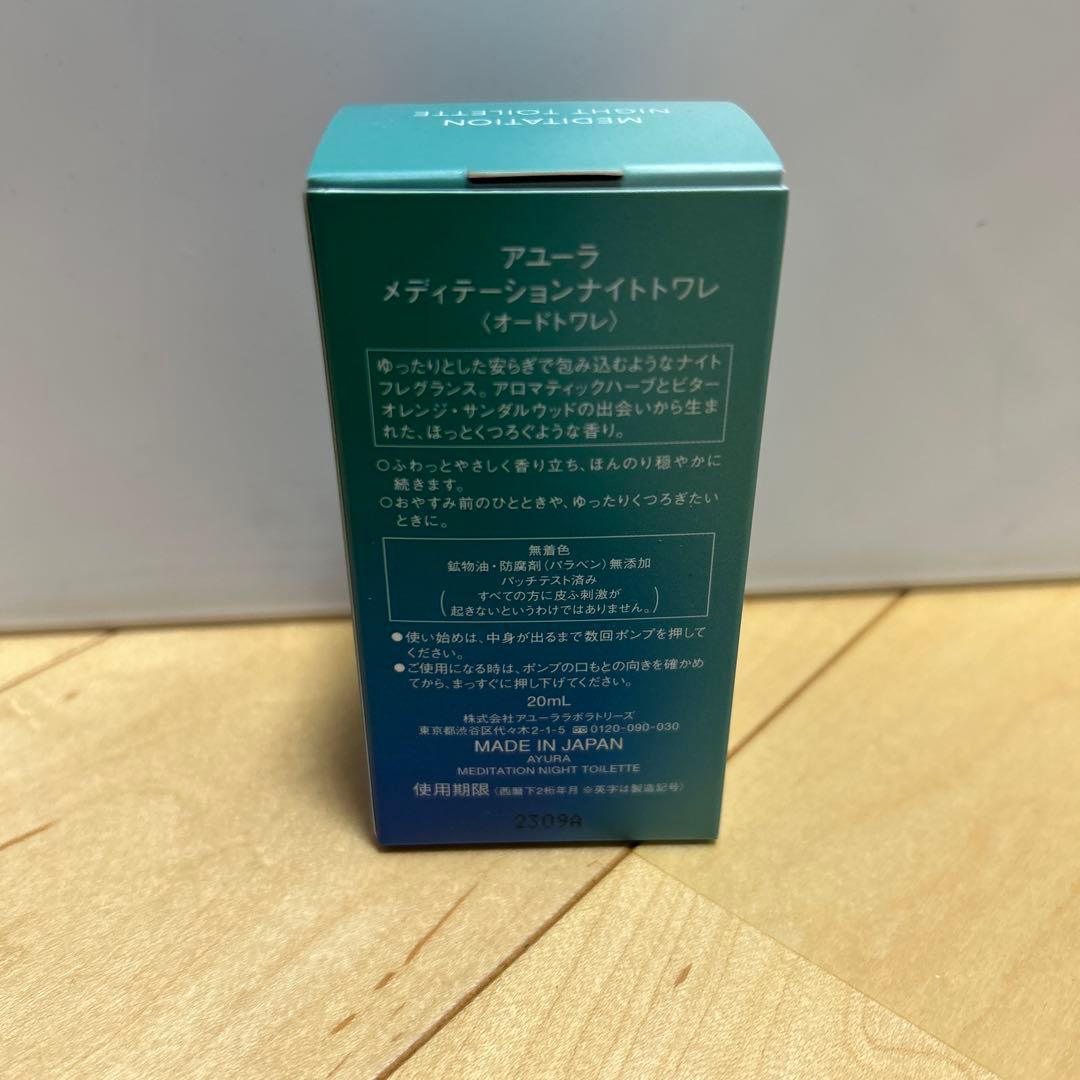 MEDITATION
NIGHT TOILETTE
アユーラ
メディテーションナイトトワレ
〈オードトワレ〉
ゆったりとした安らぎで包み込むようなナイト
フレグランス。アロマティックハーブとビター
オレンジ・サンダルウッドの出会いから生ま
れた、ほっとくつろぐような香り。
○ふわっとやさしく香り立ち、ほんのり穏やかに
続きます。
○おやすみ前のひとときや、ゆったりくつろぎたい
ときに。
無着色
鉱物油・防腐剤（パラベン）無添加
パッチテスト済み
（すべての方に皮ふ刺激が
起きないというわけではありません。）
●使い始めは、中身が出るまで数回ポンプを押して
ください。
●ご使用になる時は、ポンプの口もとの向きを確かめ
てから、まっすぐに押し下げてください。
20mL
株式会社アユーララボラトリーズ
東京都渋谷区代々木2-1-5 0120-090-030
MADE IN JAPAN
AYURA
MEDITATION NIGHT TOILETTE
使用期限〈西暦下2桁年月 ※英字は製造記号〉
2309A